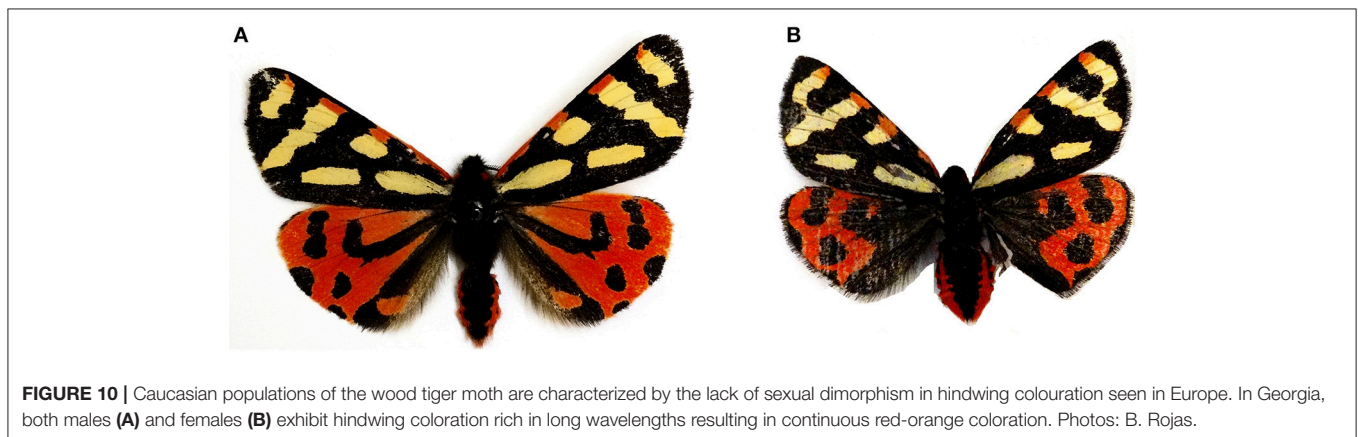 A
B
FIGURE 10 | Caucasian populations of the wood tiger moth are characterized by the lack of sexual dimorphism in hindwing colouration seen in Europe. In Georgia,
both males (A) and females (B) exhibit hindwing coloration rich in long wavelengths resulting in continuous red-orange coloration. Photos: B. Rojas.